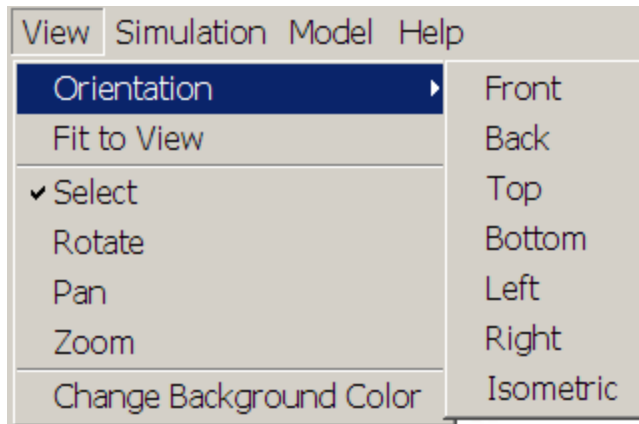 View Simulation Model Help
Orientation
Fit to View
Select
Rotate
Pan
Zoom
Change Background Color
Front
Back
Top
Bottom
Left
Right
Isometric